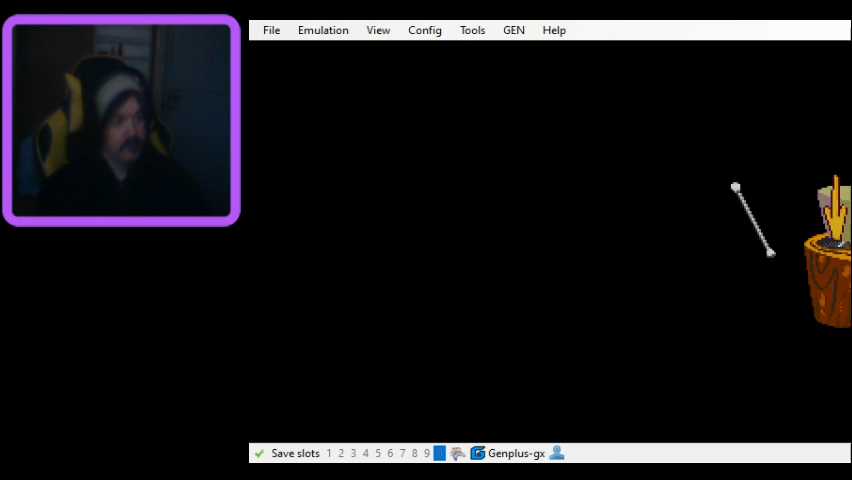 File Emulation View Config Tools GEN Help
Save slots 1 2 3 4 5 6 7 8 9 0 Genplus-gx